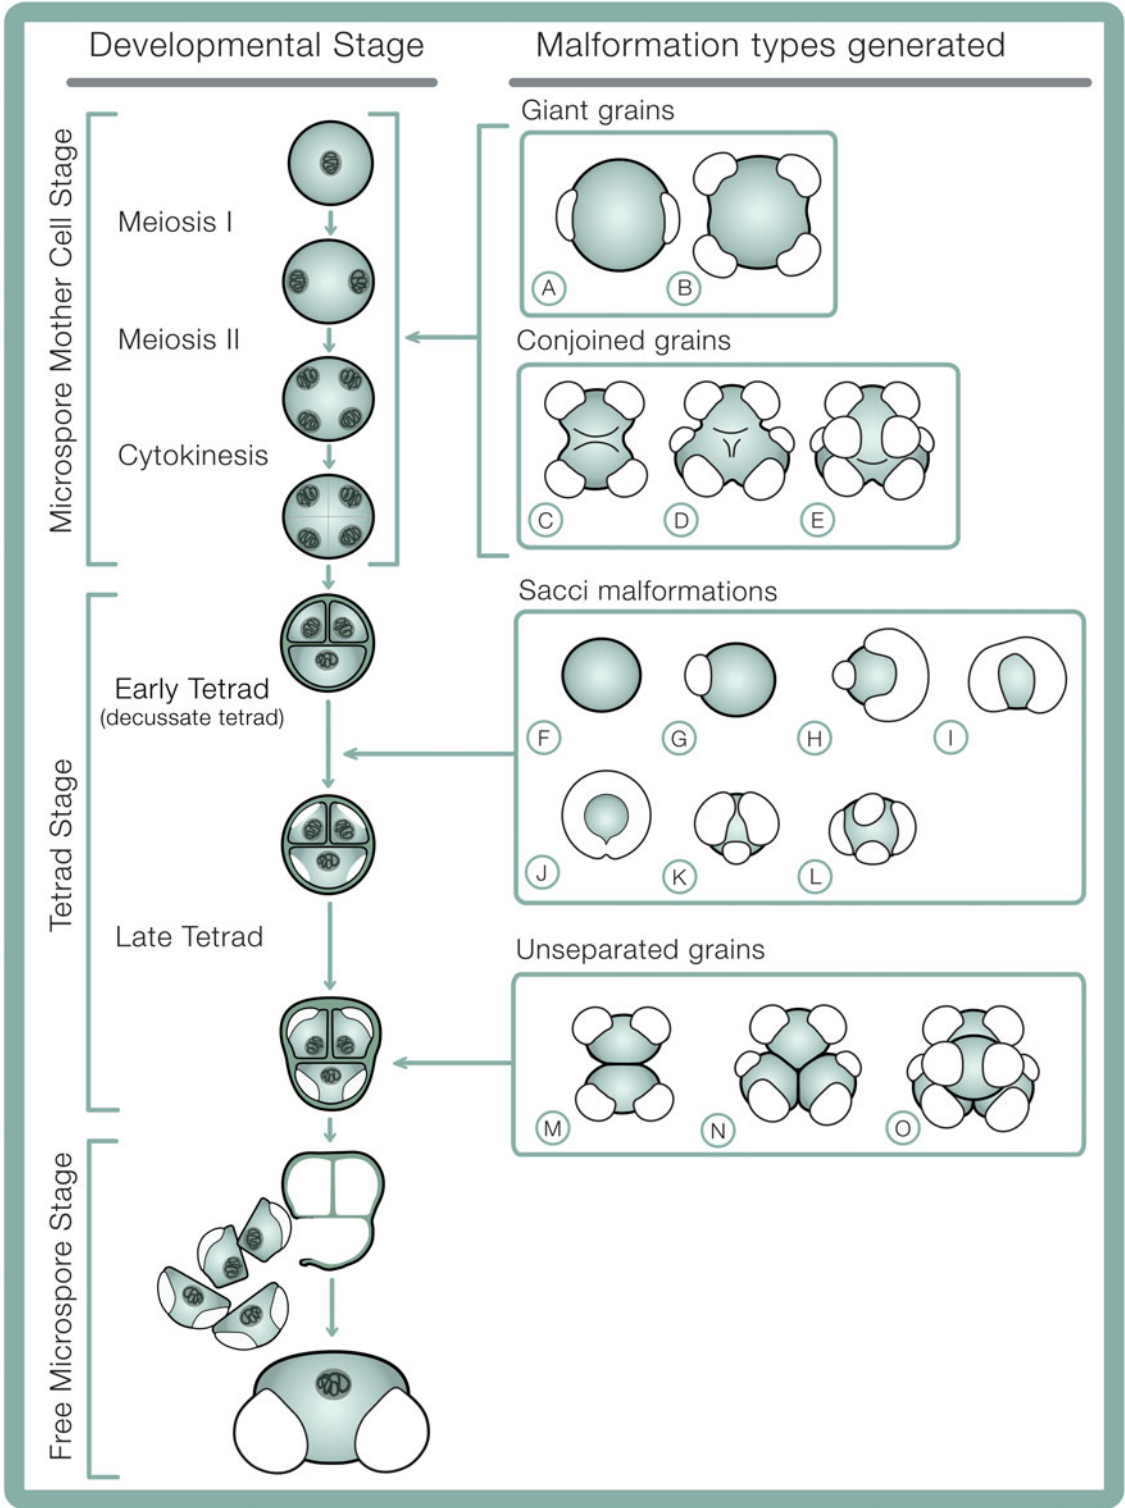 Developmental Stage
Malformation types generated
Microspore Mother Cell Stage
Meiosis I
Meiosis II
Cytokinesis
Giant grains
A
B
Conjoined grains
C
D
E
Tetrad Stage
Early Tetrad
(decussate tetrad)
Late Tetrad
Sacci malformations
F
G
H
I
J
K
L
Unseparated grains
M
N
O
Free Microspore Stage